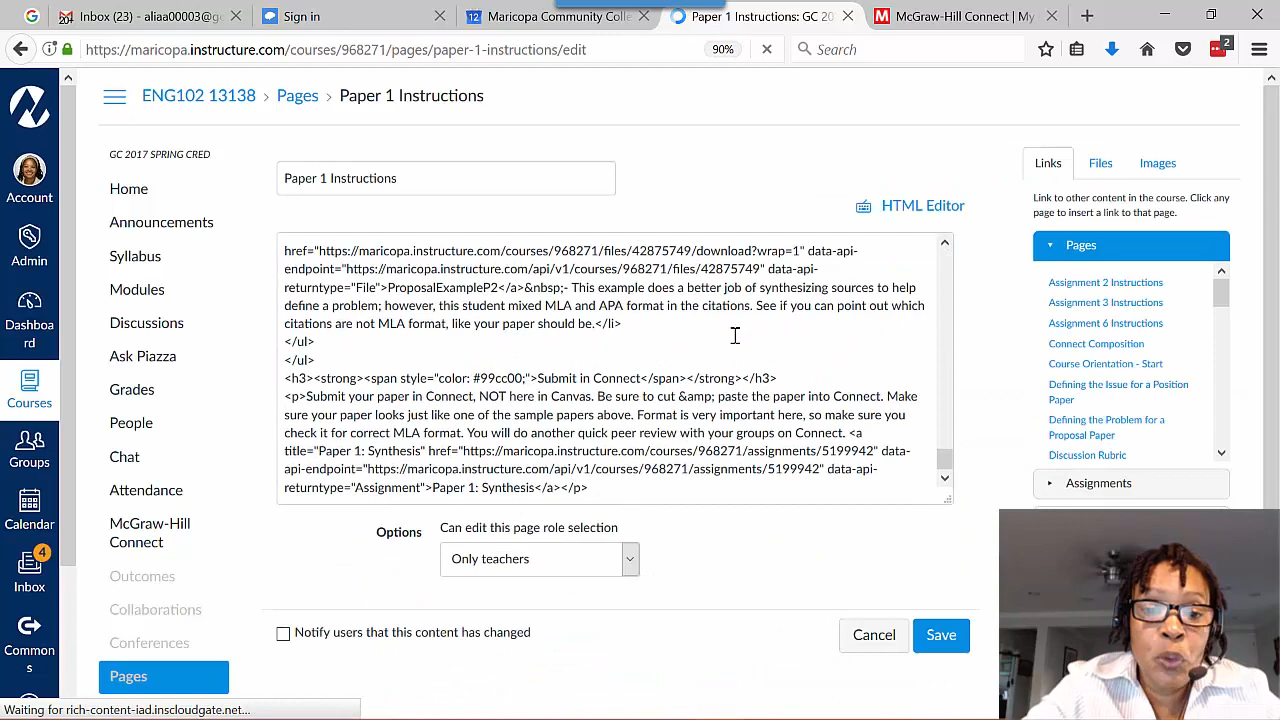 Inbox (23) - aliaa00003@g
Sign in
12 Maricopa Community Colle
Paper 1 Instructions: GC 20
M McGraw-Hill Connect | My
https://maricopa.instructure.com/courses/968271/pages/paper-1-instructions/edit
90%
Search
2
ENG102 13138 > Pages > Paper 1 Instructions
Account
Admin
Dashboa
rd
Courses
Groups
Calendar
4
Inbox
Common
s
GC 2017 SPRING CRED
Home
Announcements
Syllabus
Modules
Discussions
Ask Piazza
Grades
People
Chat
Attendance
McGraw-Hill
Connect
Outcomes
Collaborations
Conferences
Pages
Paper 1 Instructions
HTML Editor
href="https://maricopa.instructure.com/courses/968271/files/42875749/download?wrap=1" data-api-
endpoint="https://maricopa.instructure.com/api/v1/courses/968271/files/42875749" data-api-
returntype="File">ProposalExampleP2</a>&nbsp;- This example does a better job of synthesizing sources to help
define a problem; however, this student mixed MLA and APA format in the citations. See if you can point out which
citations are not MLA format, like your paper should be.</li>
</ul>
</ul>
<h3><strong><span style="color: #99cc00;">Submit in Connect</span></strong></h3>
<p>Submit your paper in Connect, NOT here in Canvas. Be sure to cut &amp; paste the paper into Connect. Make
sure your paper looks just like one of the sample papers above. Format is very important here, so make sure you
check it for correct MLA format. You will do another quick peer review with your groups on Connect. <a
title="Paper 1: Synthesis" href="https://maricopa.instructure.com/courses/968271/assignments/5199942" data-
api-endpoint="https://maricopa.instructure.com/api/v1/courses/968271/assignments/5199942" data-api-
returntype="Assignment">Paper 1: Synthesis</a></p>
Options
Can edit this page role selection
Only teachers
Notify users that this content has changed
Cancel
Save
Links
Files
Images
Link to other content in the course. Click any
page to insert a link to that page.
Pages
Assignment 2 Instructions
Assignment 3 Instructions
Assignment 6 Instructions
Connect Composition
Course Orientation - Start
Defining the Issue for a Position
Paper
Defining the Problem for a
Proposal Paper
Discussion Rubric
Assignments
Waiting for rich-content-iad.inscloudgate.net...